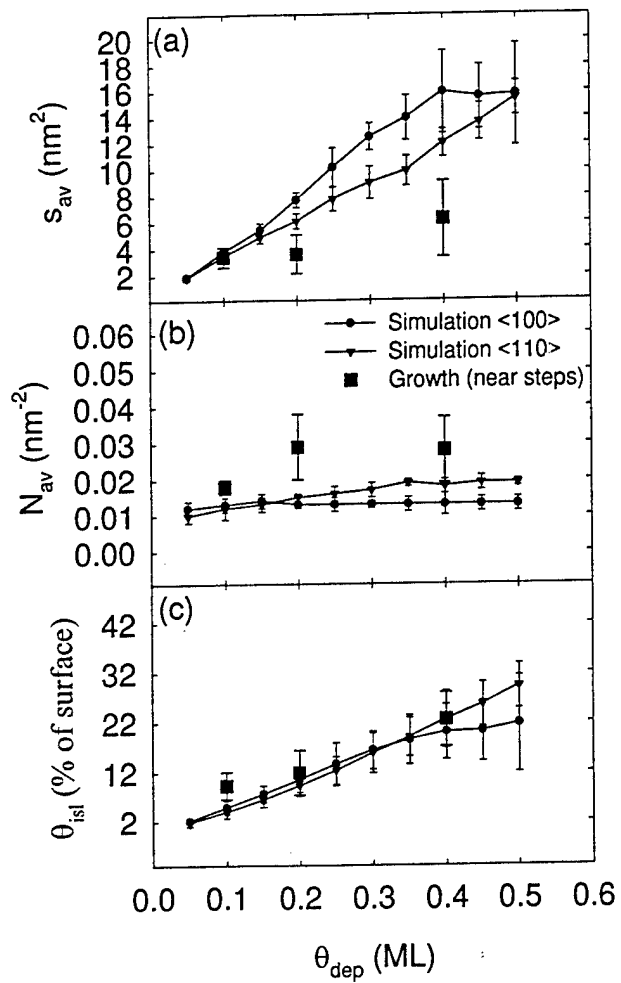 (a)
20
18
16
14
12
10
8
6
4
2
s_av (nm²)
(b)
Simulation <100>
Simulation <110>
Growth (near steps)
0.06
0.05
0.04
0.03
0.02
0.01
0.00
N_av (nm⁻²)
(c)
42
32
22
12
2
θ_isl (% of surface)
0.0 0.1 0.2 0.3 0.4 0.5 0.6
θ_dep (ML)